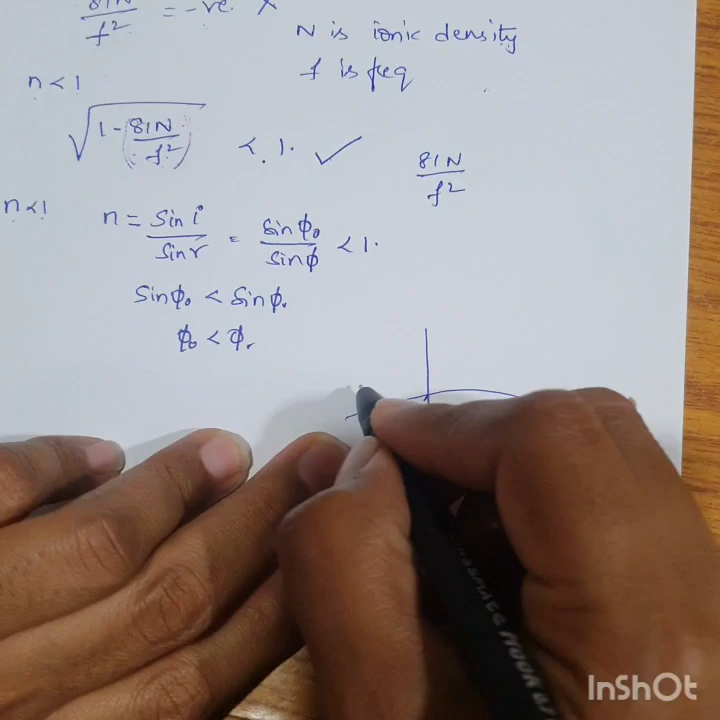 81N/f² = -ve. X
N is ionic density
f is freq
n < 1
√(1 - (81N/f²)) < 1. ✓
81N/f²
n < 1
n = Sin i/Sin r = Sin ϕ₀/Sin ϕ < 1.
Sin ϕ₀ < Sin ϕ.
ϕ₀ < ϕ.
InShOt